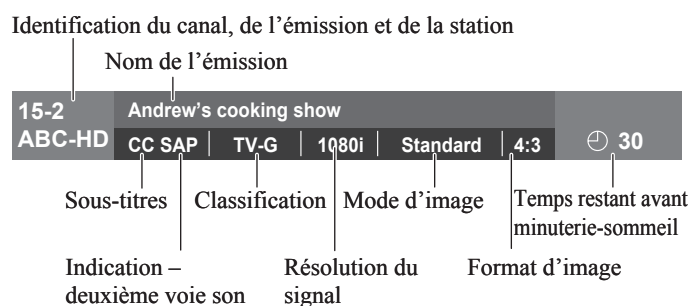 Identification du canal, de l'émission et de la station
Nom de l'émission
15-2
Andrew's cooking show
ABC-HD
CC SAP TV-G 1080i Standard 4:3
30
Sous-titres
Classification
Mode d'image
Temps restant avant
minuterie-sommeil
Indication –
deuxième voie son
Résolution du
signal
Format d'image